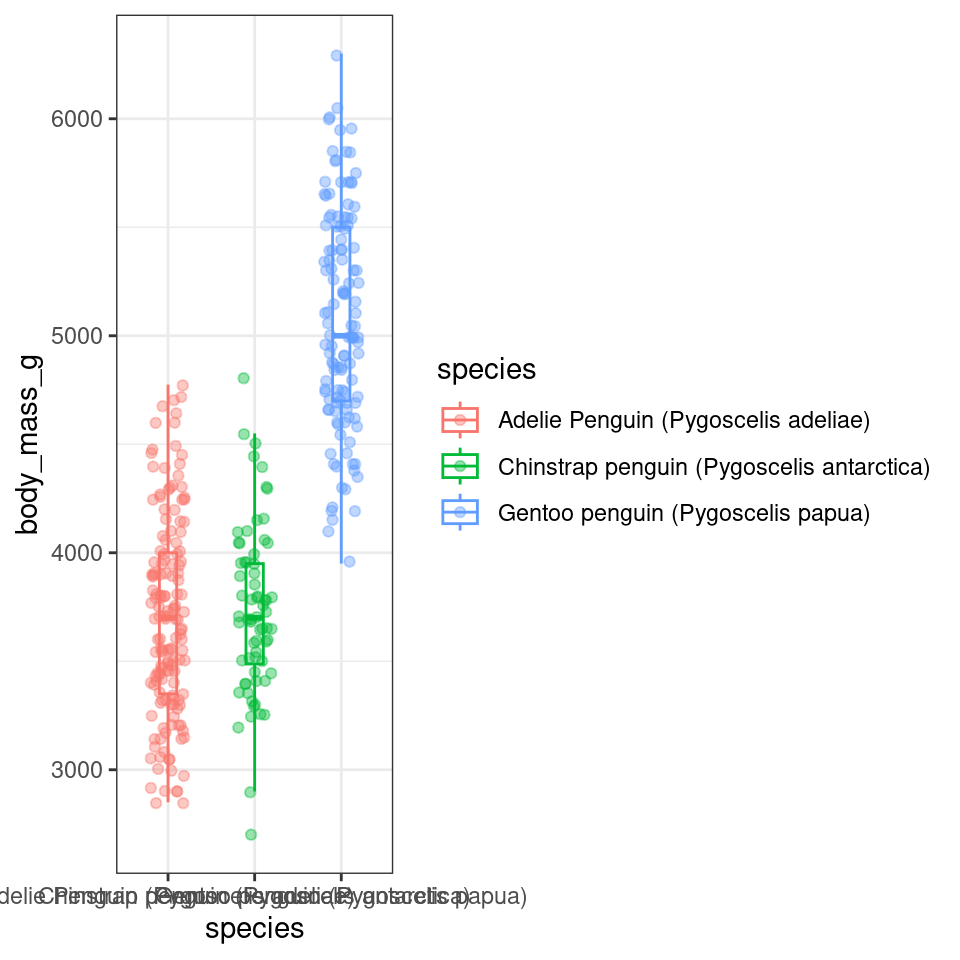 6000
5000
4000
3000
body_mass_g
species
species
Adelie Penguin (Pygoscelis adeliae)
Chinstrap penguin (Pygoscelis antarctica)
Gentoo penguin (Pygoscelis papua)